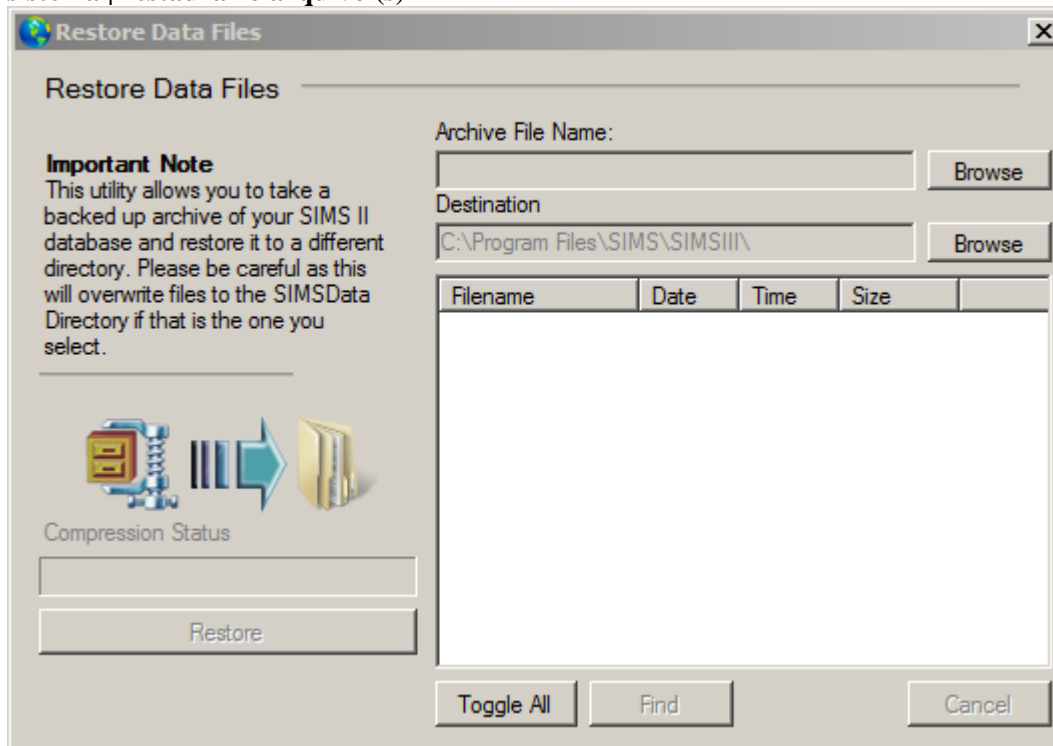 Restore Data Files
Restore Data Files
Important Note
This utility allows you to take a
backed up archive of your SIMS II
database and restore it to a different
directory. Please be careful as this
will overwrite files to the SIMSData
Directory if that is the one you
select.
Compression Status
Restore
Archive File Name:
Browse
Destination
C:\Program Files\SIMS\SIMSIII\
Browse
Filename Date Time Size
Toggle All Find Cancel